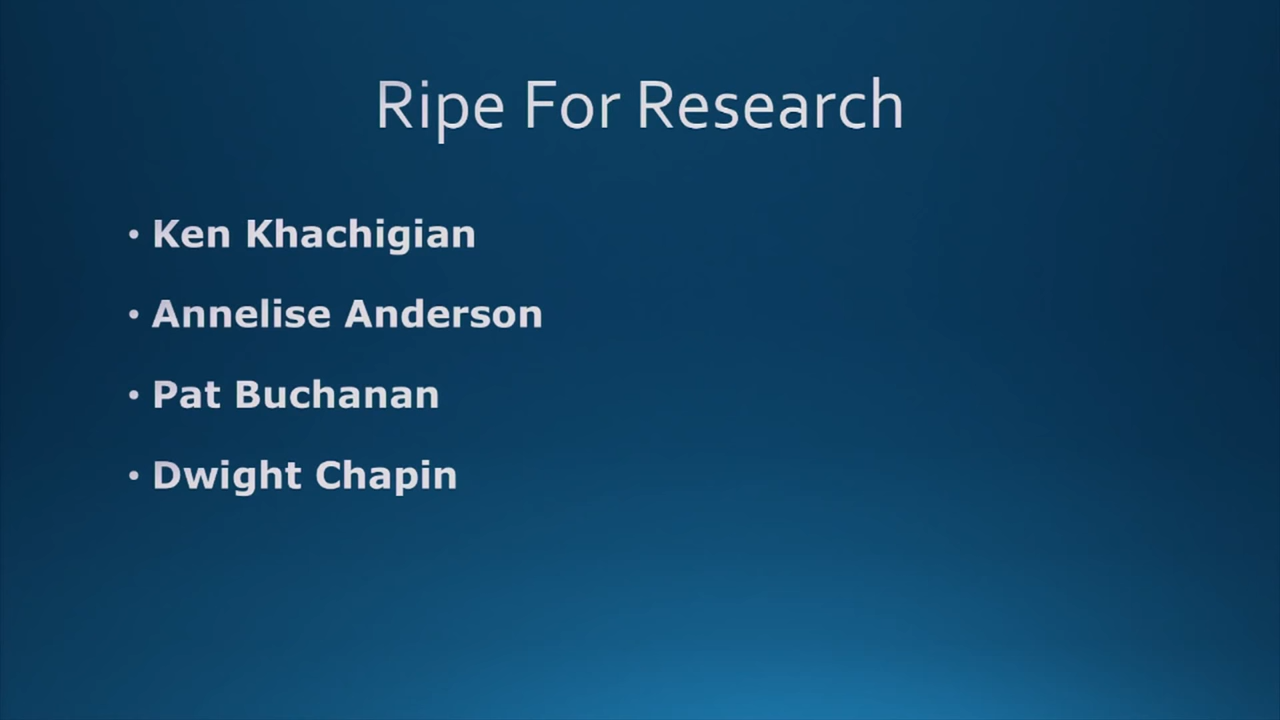 Ripe For Research
• Ken Khachigian
• Annelise Anderson
• Pat Buchanan
• Dwight Chapin